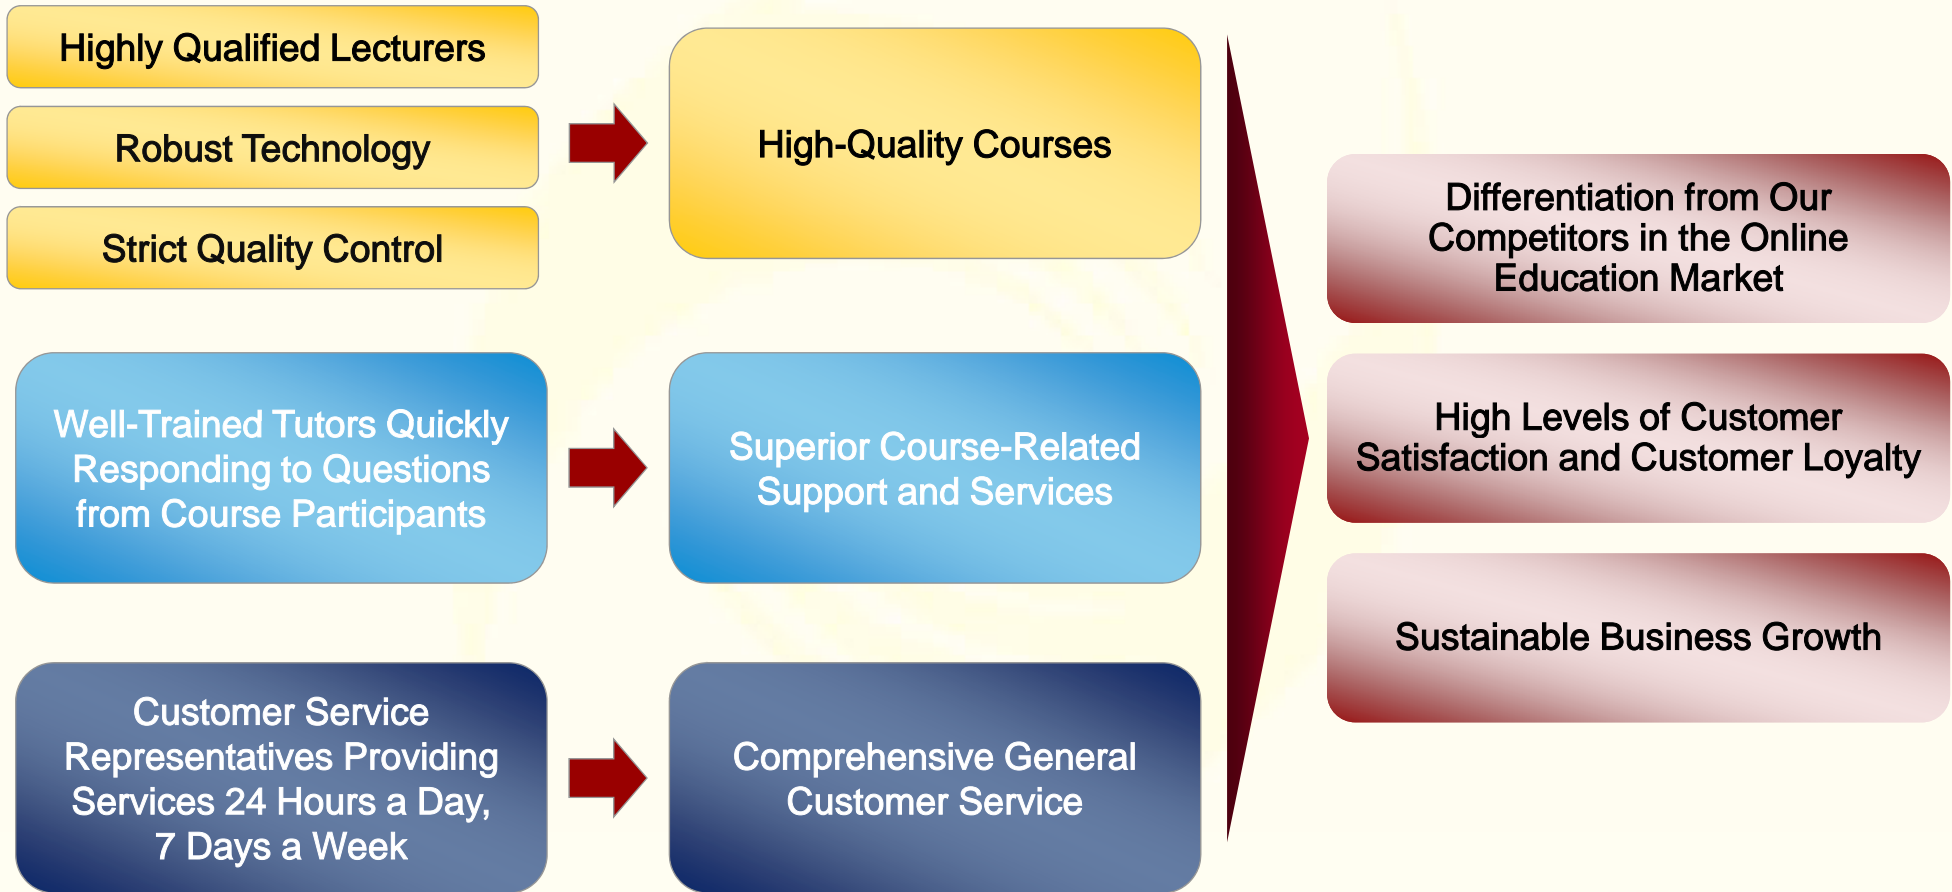 Highly Qualified Lecturers
Robust Technology
Strict Quality Control
High-Quality Courses
Well-Trained Tutors Quickly
Responding to Questions
from Course Participants
Superior Course-Related
Support and Services
Customer Service
Representatives Providing
Services 24 Hours a Day,
7 Days a Week
Comprehensive General
Customer Service
Differentiation from Our
Competitors in the Online
Education Market
High Levels of Customer
Satisfaction and Customer Loyalty
Sustainable Business Growth